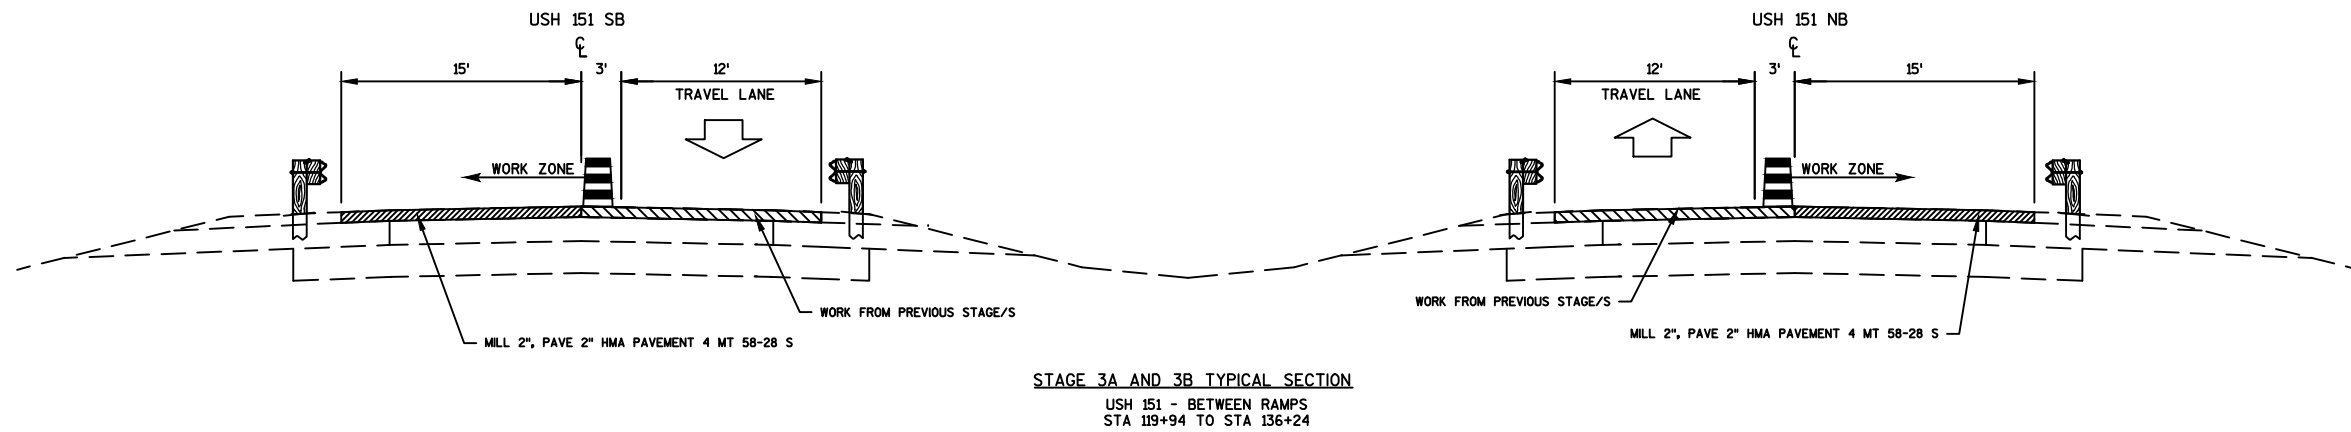 USH 151 SB
℄
15'
3'
12'
TRAVEL LANE
WORK ZONE
WORK FROM PREVIOUS STAGE/S
MILL 2", PAVE 2" HMA PAVEMENT 4 MT 58-28 S
USH 151 NB
℄
12'
3'
15'
TRAVEL LANE
WORK ZONE
WORK FROM PREVIOUS STAGE/S
MILL 2", PAVE 2" HMA PAVEMENT 4 MT 58-28 S
STAGE 3A AND 3B TYPICAL SECTION
USH 151 - BETWEEN RAMPS
STA 119+94 TO STA 136+24